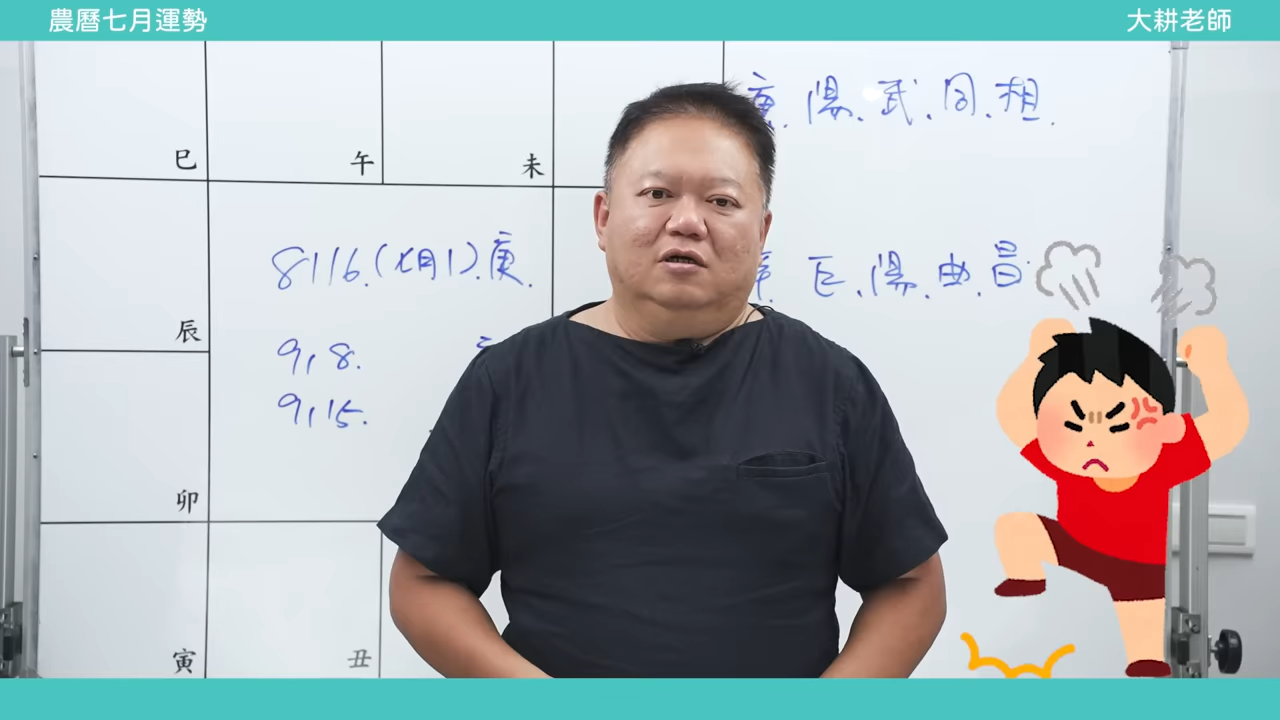 農曆七月運勢
大耕老師
巳
午
未
庚.陽.武.同.相.
8/16.(七月1).庚.
巨.陽.曲.昌
辰
9/8.
9/15.
卯
寅
丑